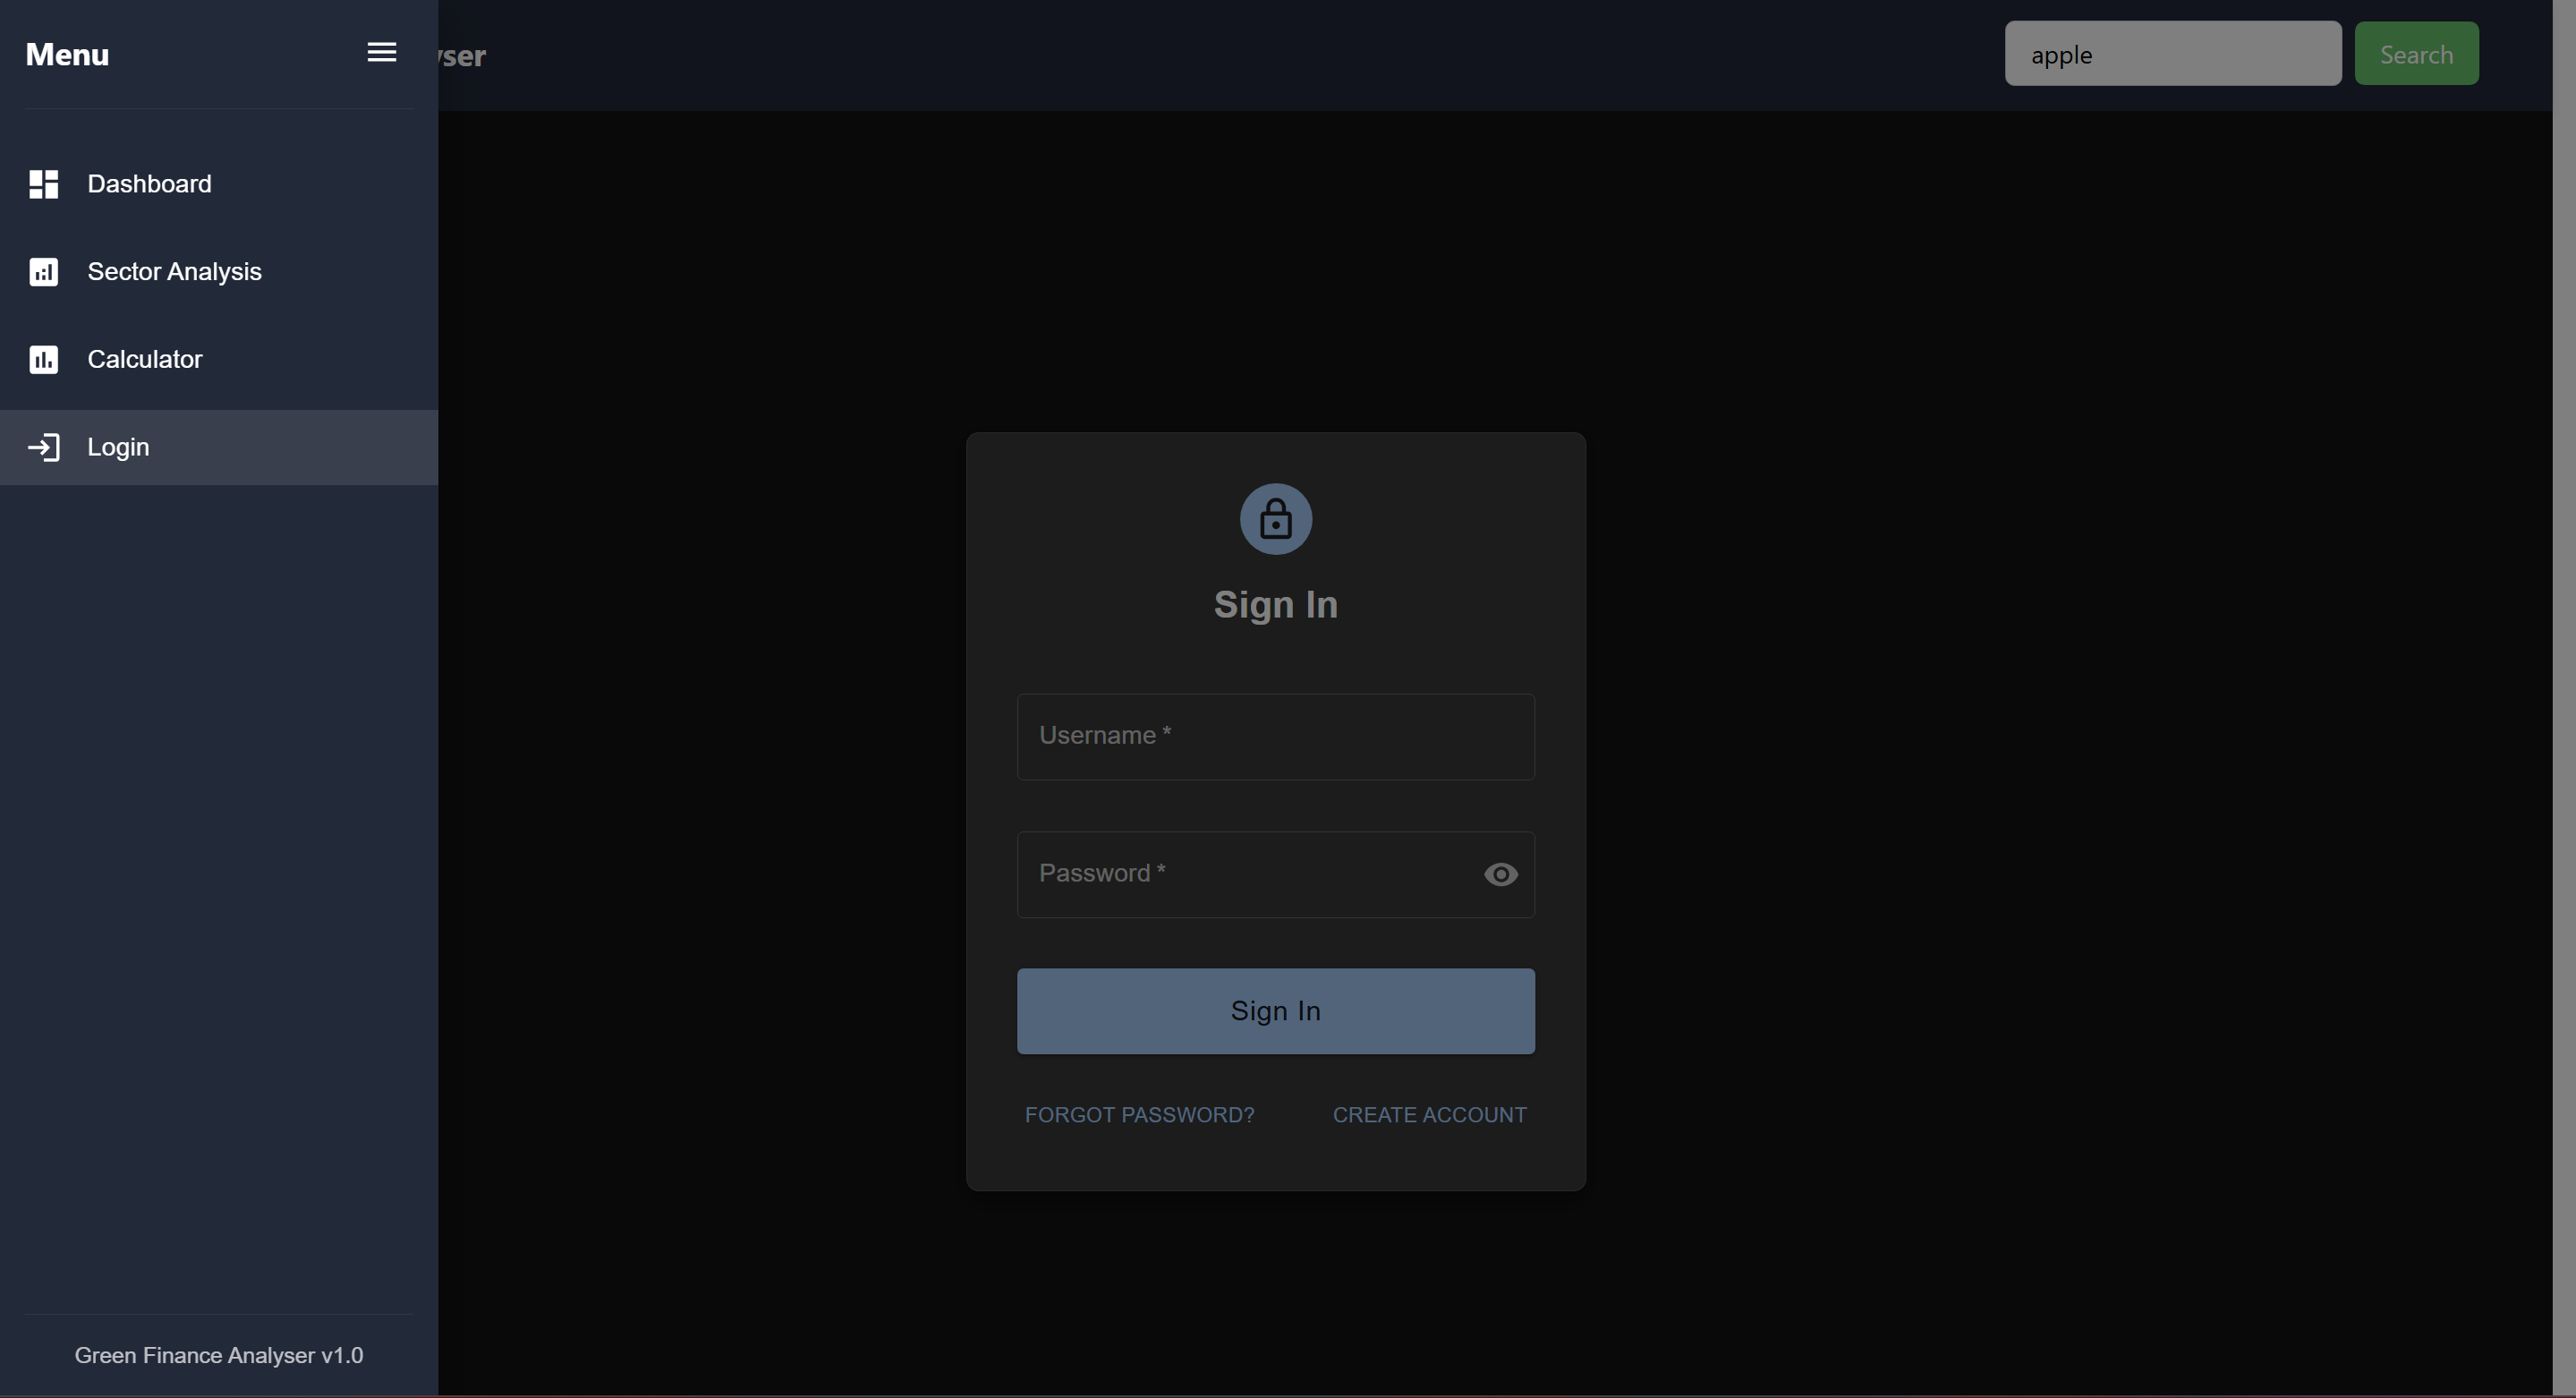 Menu
apple
Search
Dashboard
Sector Analysis
Calculator
Login
Sign In
Username *
Password *
Sign In
FORGOT PASSWORD?
CREATE ACCOUNT
Green Finance Analyser v1.0